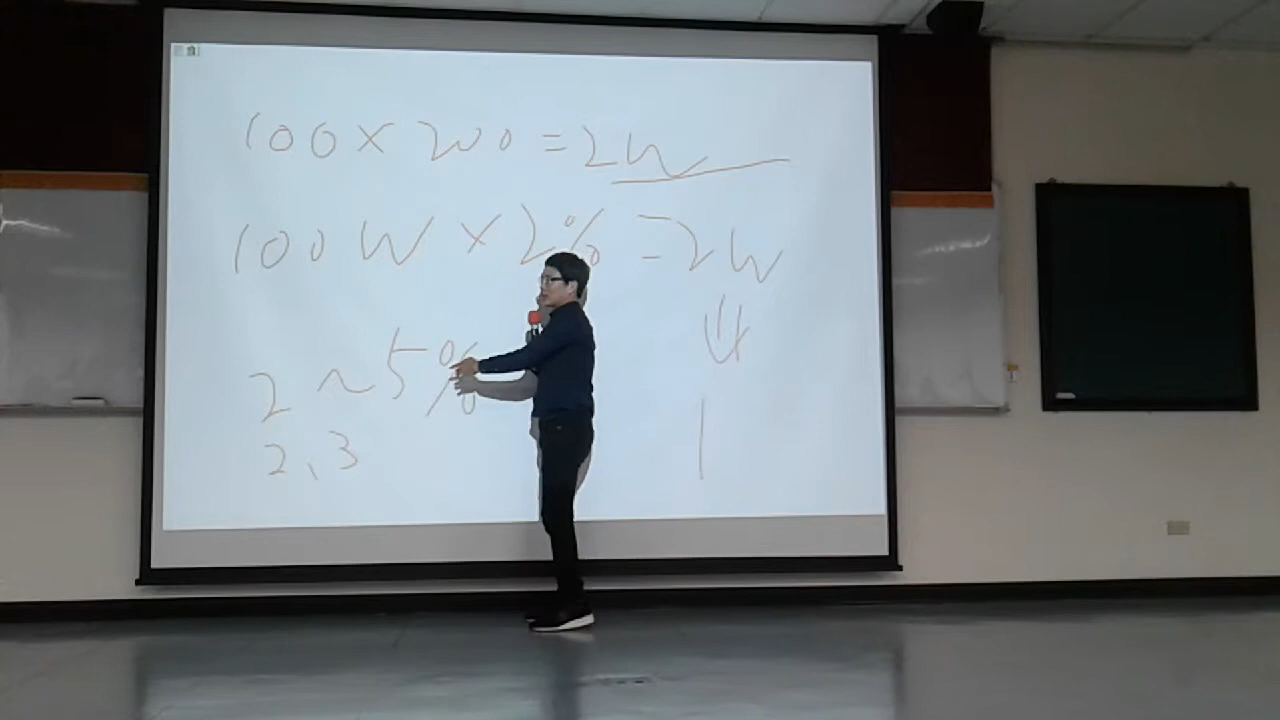 100 × 200 = 2W
100W × 2% = 2W
2 ~ 5%
2、3